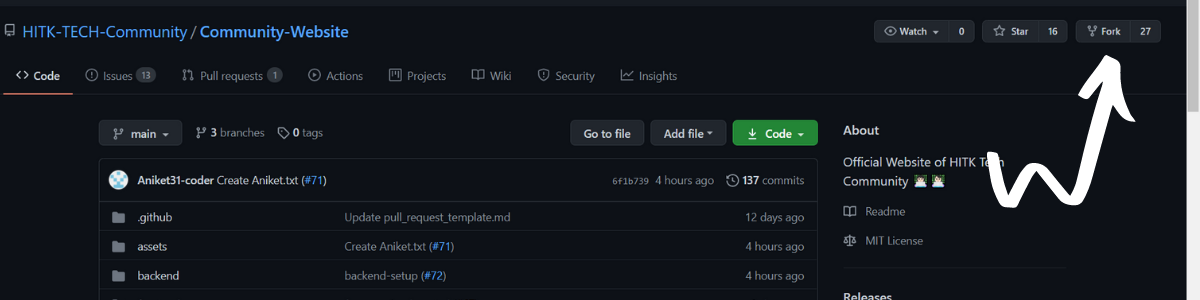 HITK-TECH-Community / Community-Website
Watch 0 Star 16 Fork 27
Code Issues 13 Pull requests 1 Actions Projects Wiki Security Insights
main 3 branches 0 tags Go to file Add file Code
Aniket31-coder Create Aniket.txt (#71) 6f1b739 4 hours ago 137 commits
.github Update pull_request_template.md 12 days ago
assets Create Aniket.txt (#71) 4 hours ago
backend backend-setup (#72) 4 hours ago
About
Official Website of HITK Tech
Community
Readme
MIT License
Releases